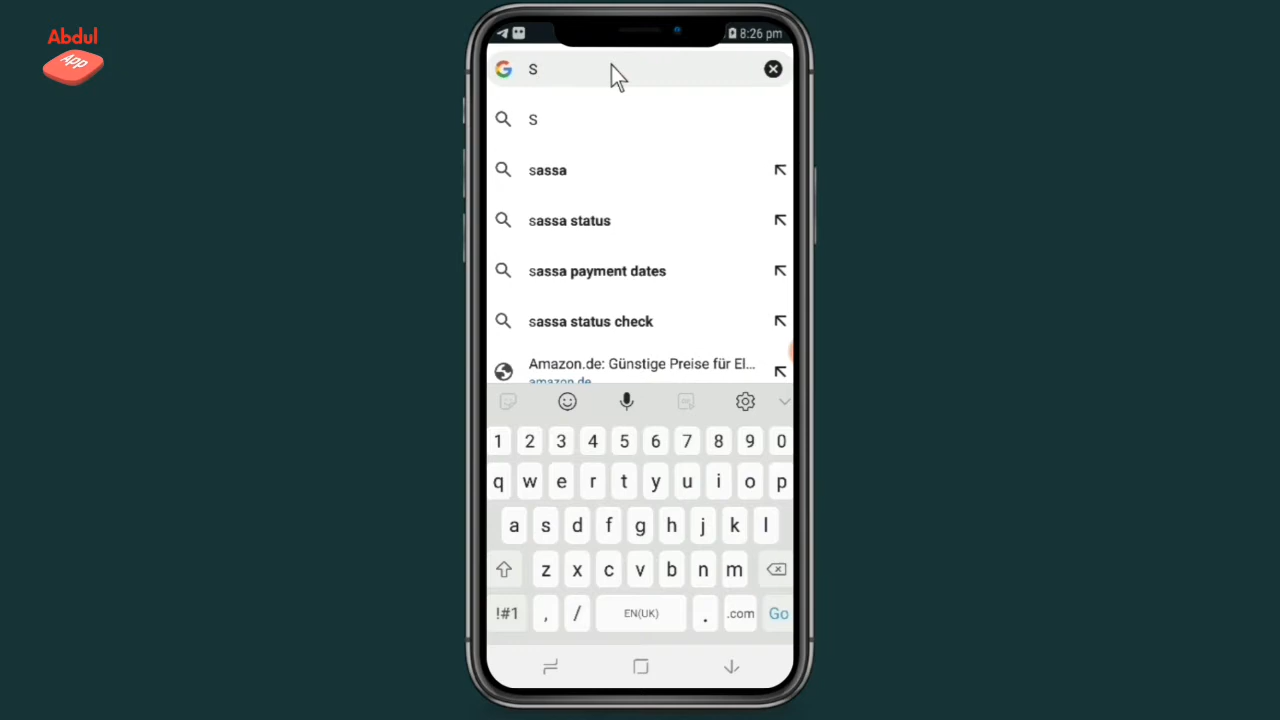 Abdul
App
8:26 pm
S
S
sassa
sassa status
sassa payment dates
sassa status check
Amazon.de: Günstige Preise für El...
amazon.de
1 2 3 4 5 6 7 8 9 0
q w e r t y u i o p
a s d f g h j k l
z x c v b n m
!#1 , / EN(UK) . .com Go